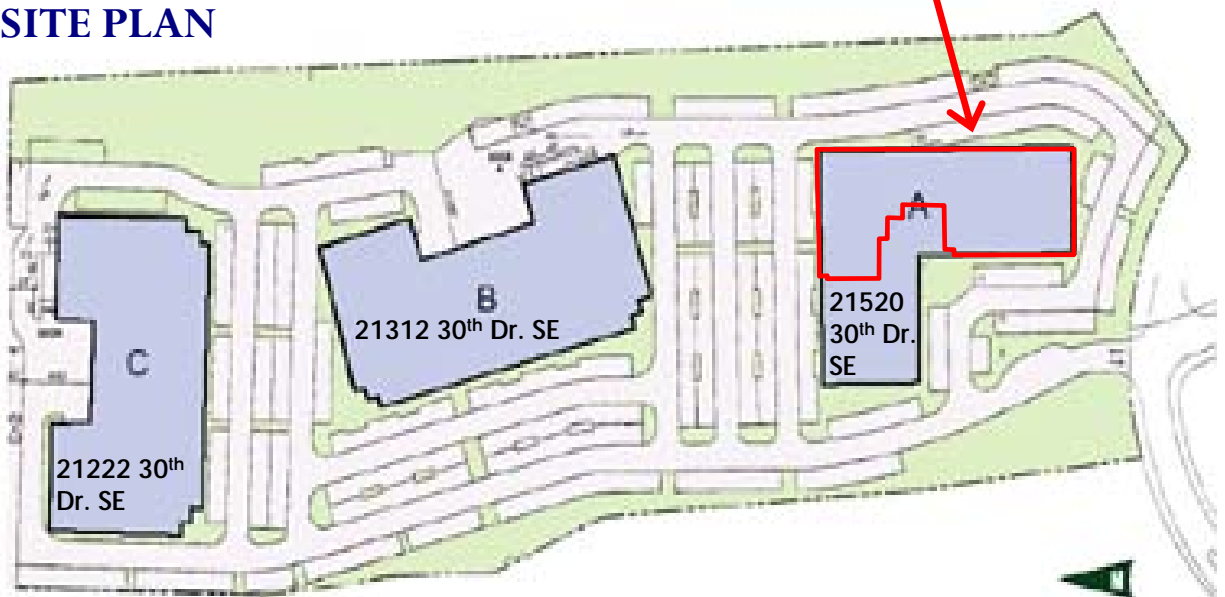 SITE PLAN
A
B
21312 30th Dr. SE
21520
30th Dr.
SE
C
21222 30th
Dr. SE